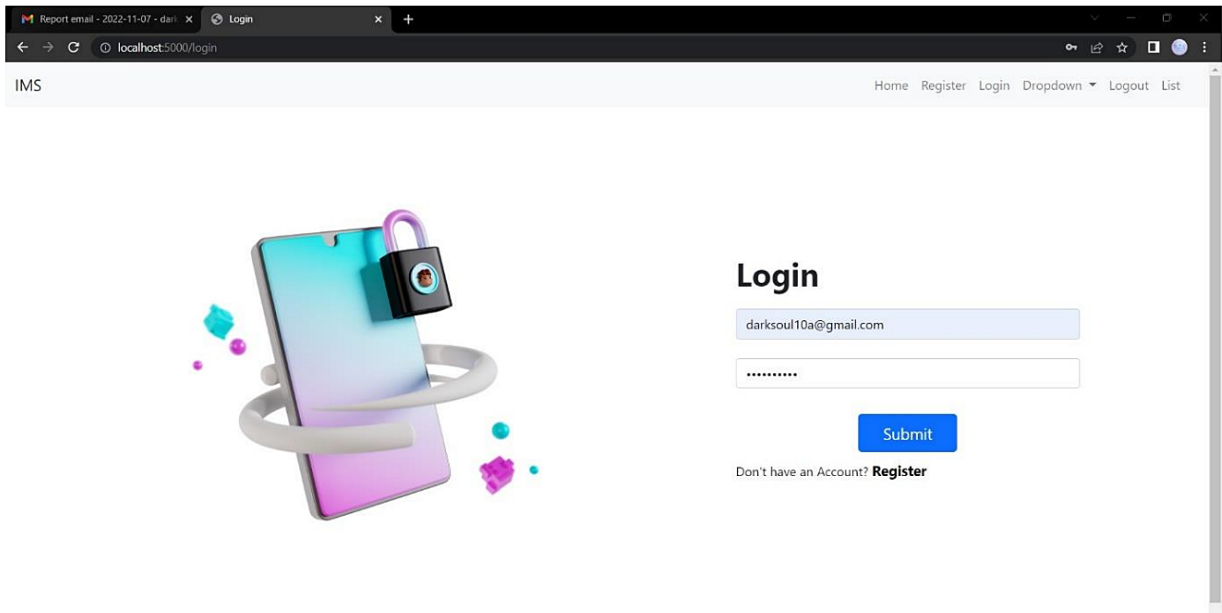 Report email - 2022-11-07 - dark
Login
localhost:5000/login
IMS
Home Register Login Dropdown Logout List
Login
darksoul10a@gmail.com
••••••••••
Submit
Don't have an Account? Register